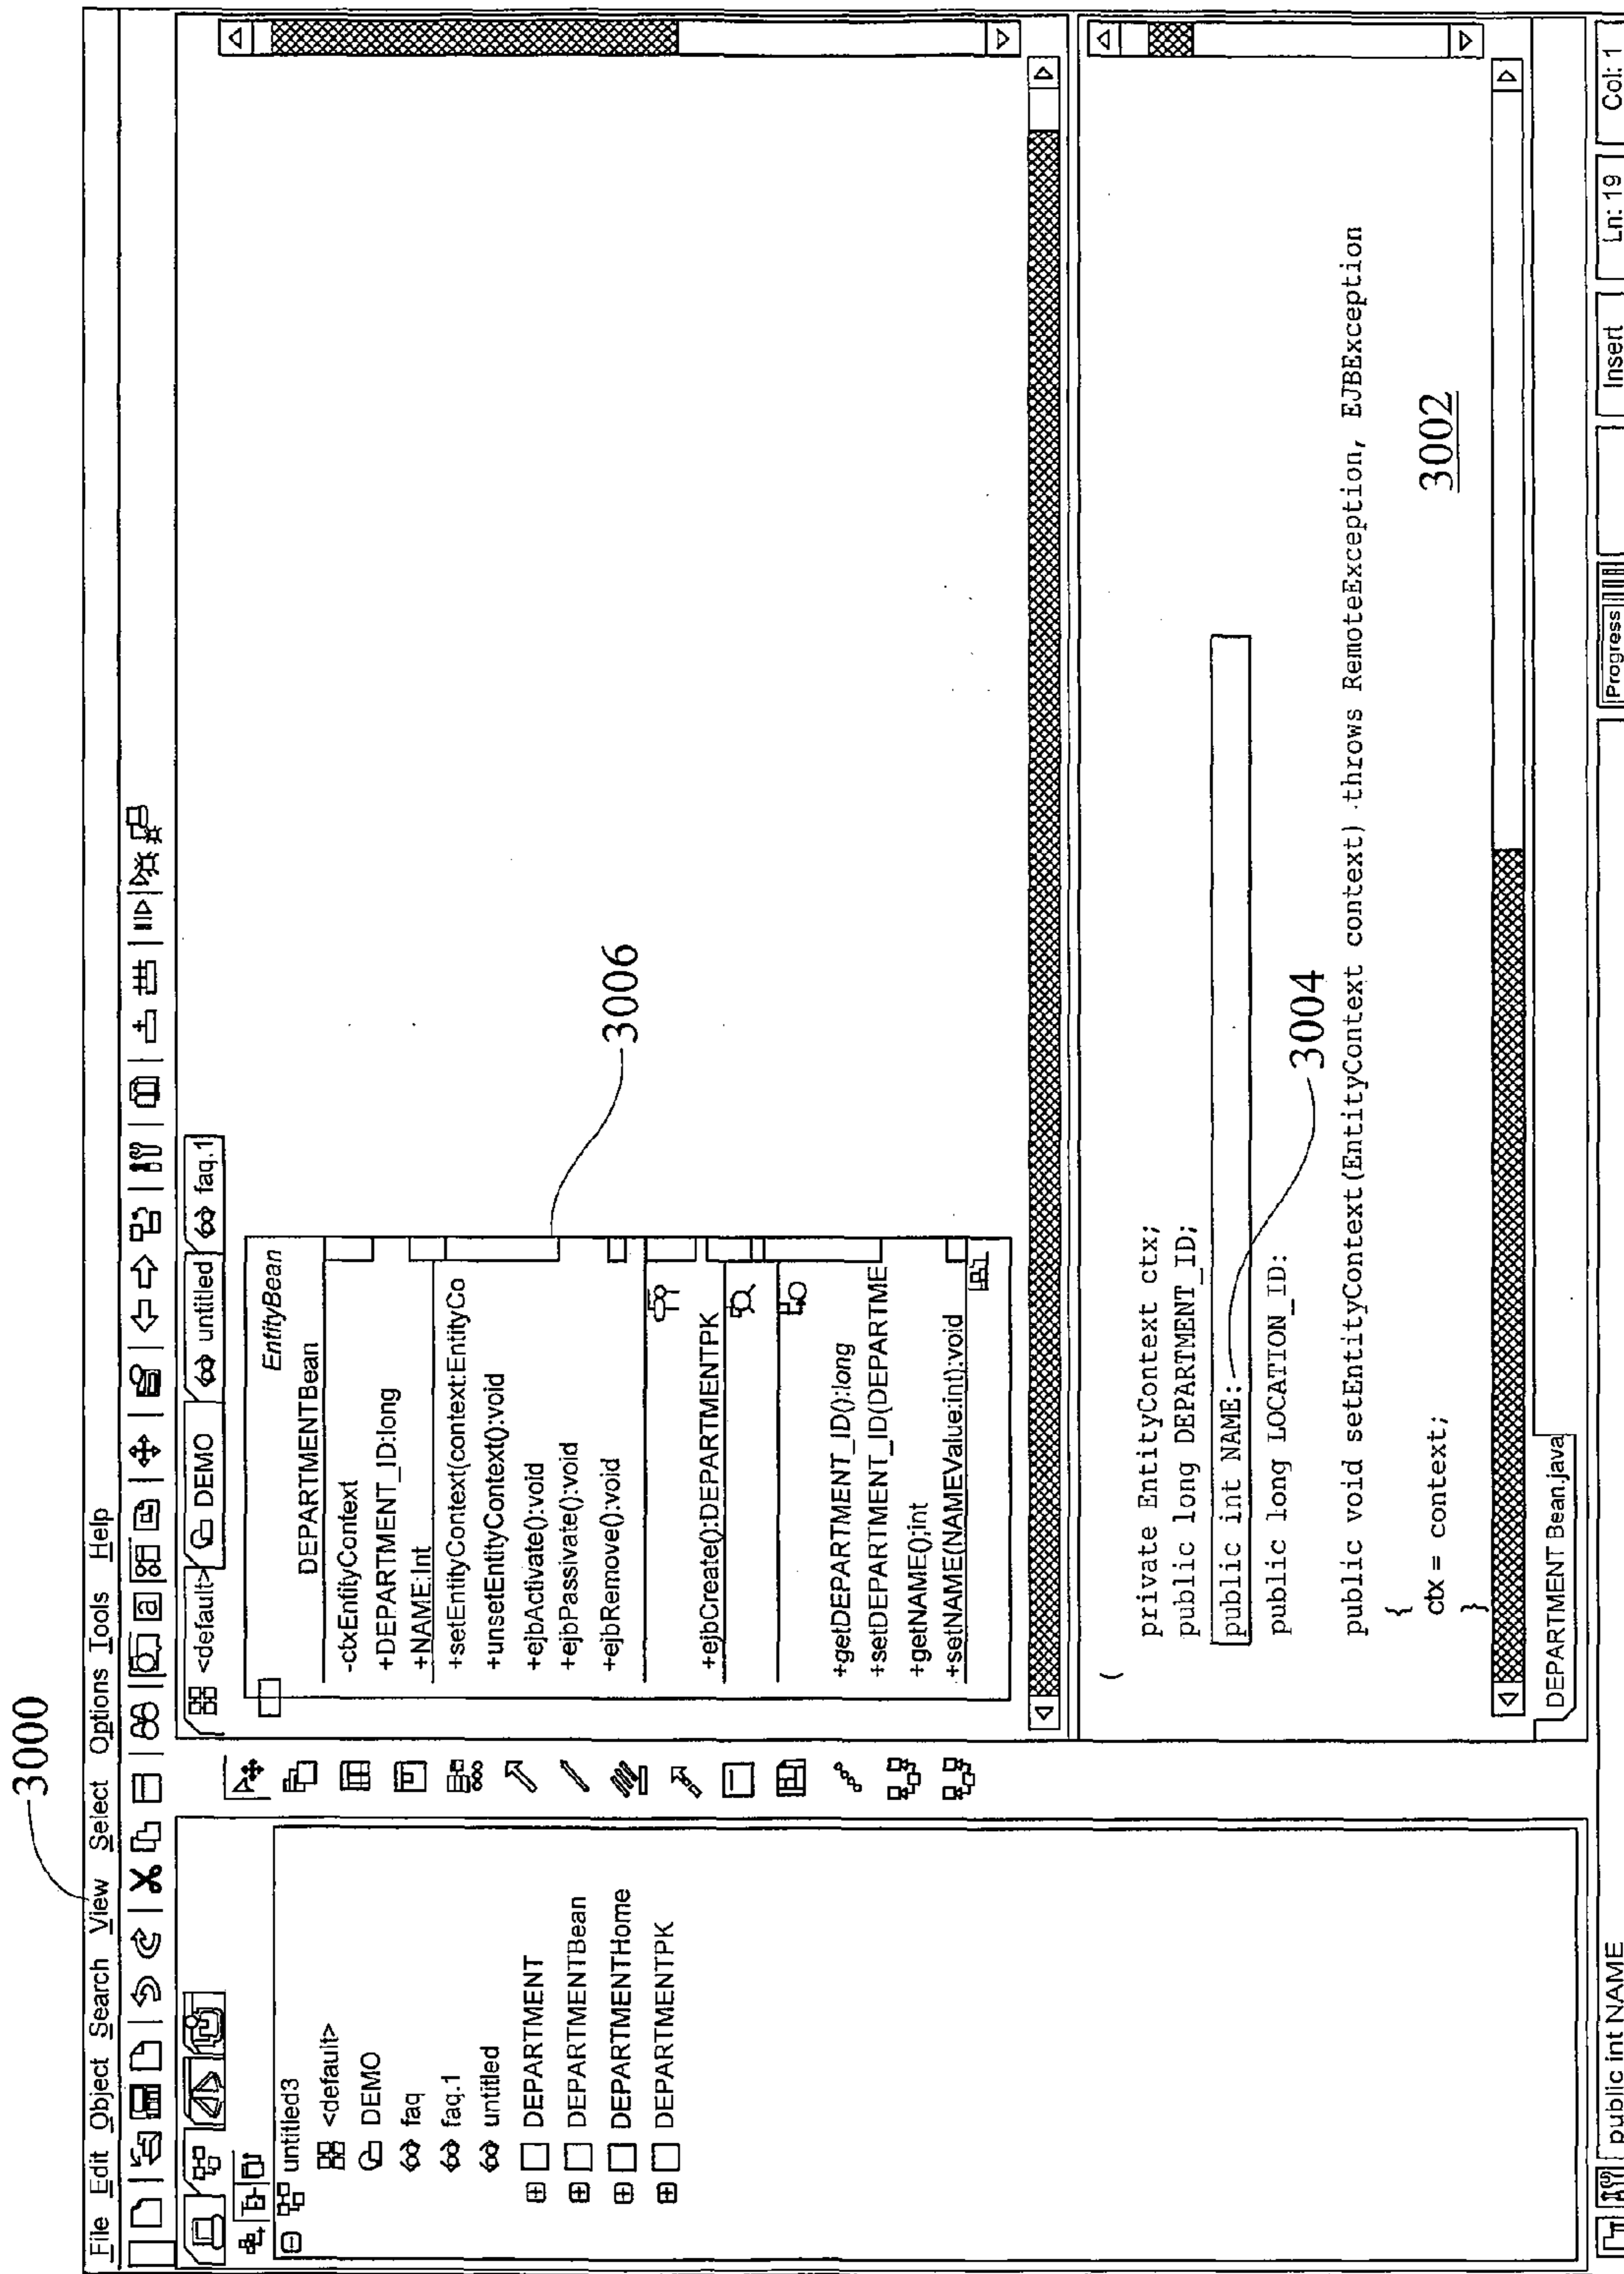 3000
File Edit Object Search View Select Options Tools Help
untitled3
<default>
DEMO
faq
faq.1
untitled
DEPARTMENT
DEPARTMENTBean
DEPARTMENTHome
DEPARTMENTPK
<default>
DEMO
untitled
faq.1
EntityBean
DEPARTMENTBean
-ctxEntityContext
+DEPARTMENT_ID:long
+NAME:Int
+setEntityContext(context:EntityCo
+unsetEntityContext():void
+ejbActivate():void
+ejbPassivate():void
+ejbRemove():void
+ejbCreate():DEPARTMENTPK
+getDEPARTMENT_ID():long
+setDEPARTMENT_ID(DEPARTME
+getNAME();int
+setNAME(NAMEValue:int):void
3006
(
private EntityContext ctx;
public long DEPARTMENT_ID;
public int NAME:
3004
public long LOCATION_ID:
public void setEntityContext(EntityContext context) throws RemoteException, EJBException
{
ctx = context;
}
3002
DEPARTMENT Bean.java
public int NAME
Progress
Insert
Ln: 19
Col: 1